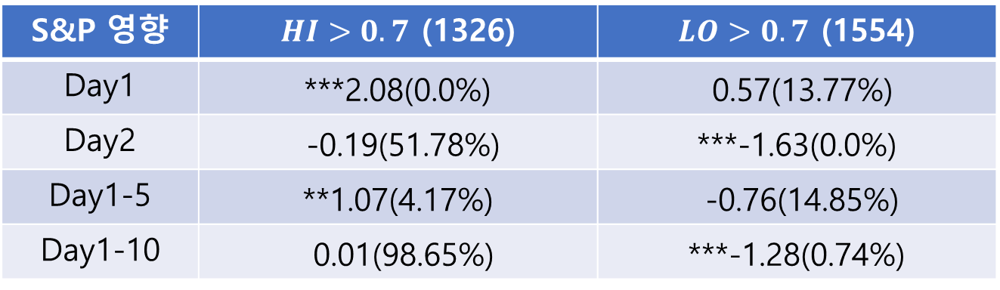 S&P 영향 HI > 0.7 (1326) LO > 0.7 (1554)
Day1 ***2.08(0.0%) 0.57(13.77%)
Day2 -0.19(51.78%) ***-1.63(0.0%)
Day1-5 **1.07(4.17%) -0.76(14.85%)
Day1-10 0.01(98.65%) ***-1.28(0.74%)